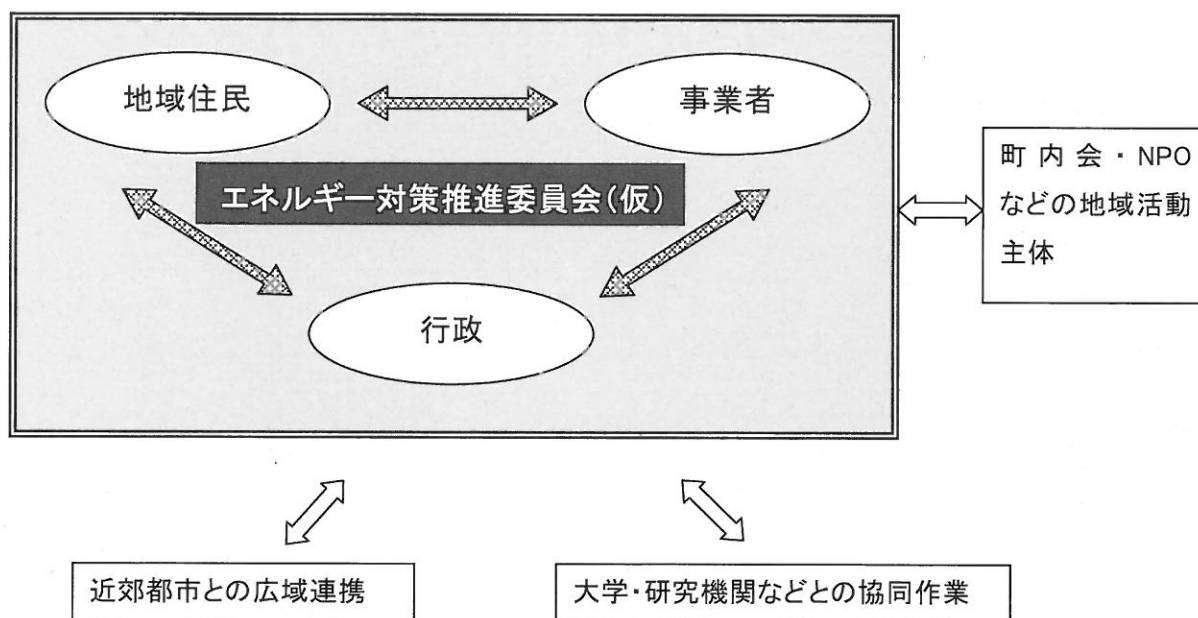 地域住民
事業者
エネルギー対策推進委員会(仮)
行政
町内会・NPO
などの地域活動
主体
近郊都市との広域連携
大学・研究機関などとの協同作業